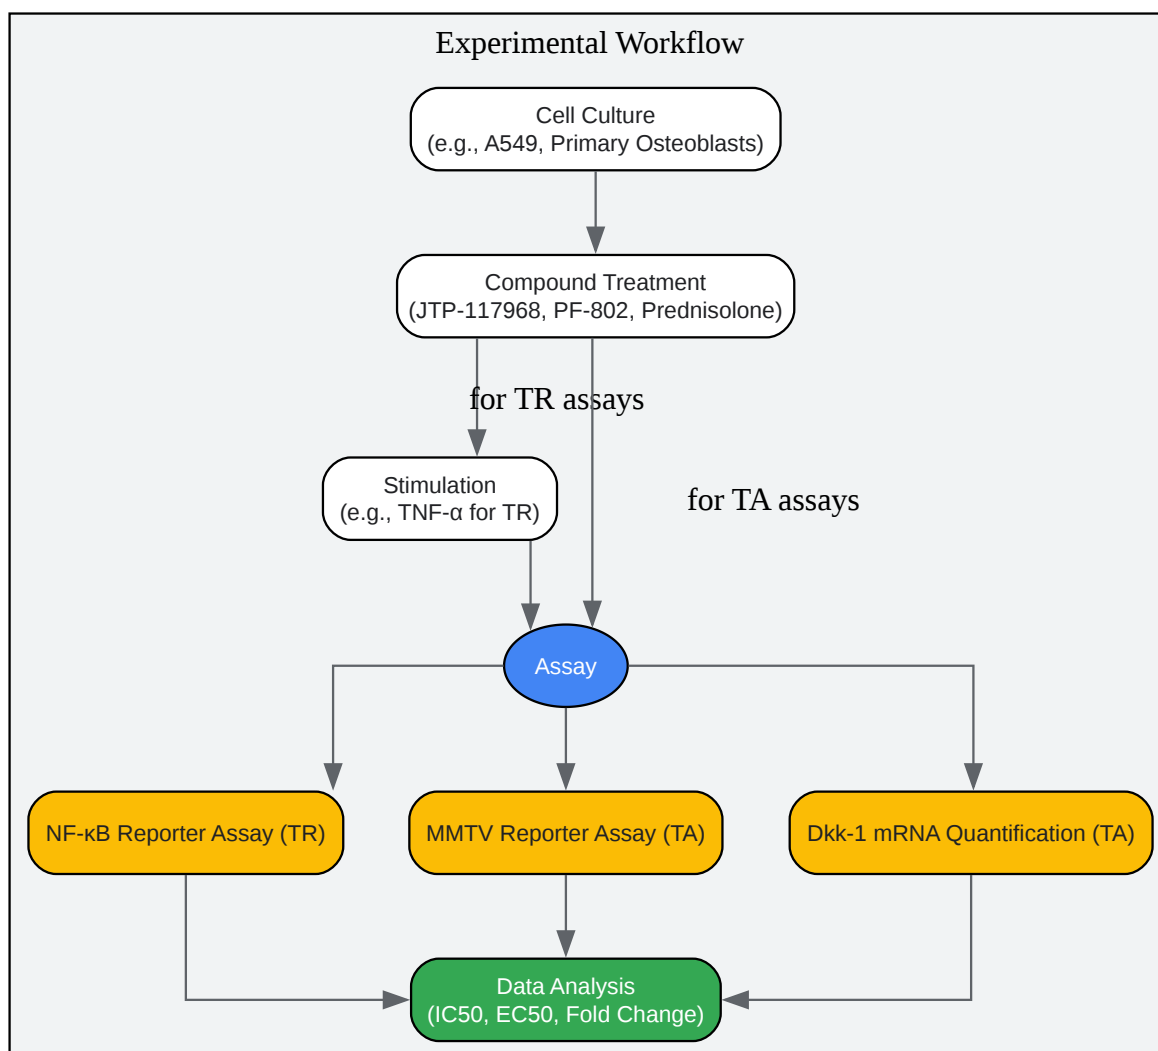 Experimental Workflow
Cell Culture
(e.g., A549, Primary Osteoblasts)
Compound Treatment
(JTP-117968, PF-802, Prednisolone)
for TR assays
Stimulation
(e.g., TNF-α for TR)
for TA assays
Assay
NF-κB Reporter Assay (TR)
MMTV Reporter Assay (TA)
Dkk-1 mRNA Quantification (TA)
Data Analysis
(IC50, EC50, Fold Change)